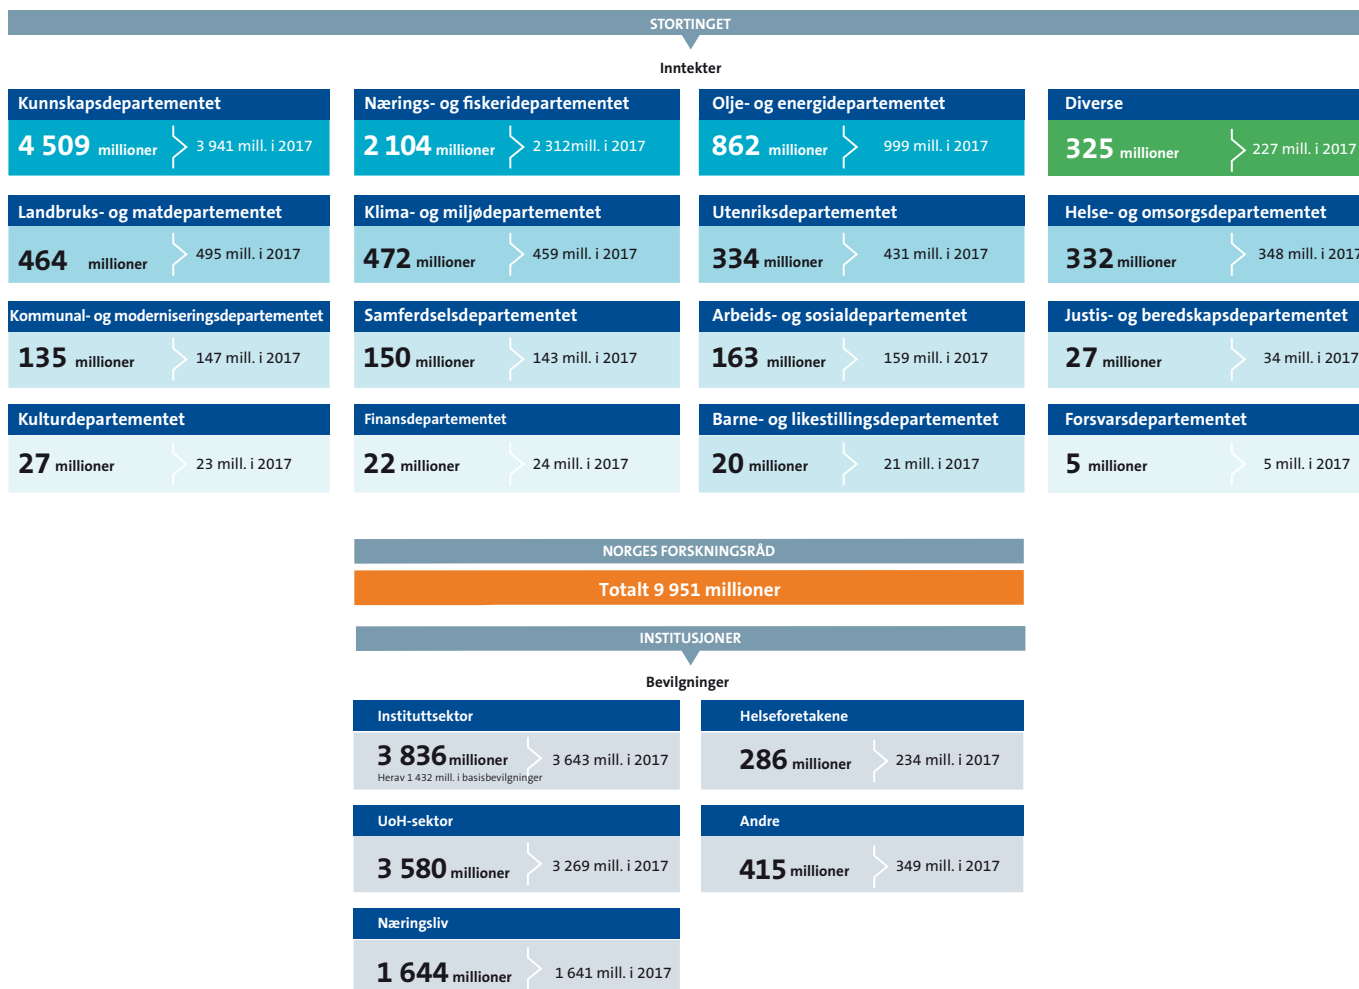 STORTINGET
Inntekter
Kunnskapsdepartementet
4 509 millioner 3 941 mill. i 2017
Nærings- og fiskeridepartementet
2 104 millioner 2 312mill. i 2017
Olje- og energidepartementet
862 millioner 999 mill. i 2017
Diverse
325 millioner 227 mill. i 2017
Landbruks- og matdepartementet
464 millioner 495 mill. i 2017
Klima- og miljødepartementet
472 millioner 459 mill. i 2017
Utenriksdepartementet
334 millioner 431 mill. i 2017
Helse- og omsorgsdepartementet
332 millioner 348 mill. i 2017
Kommunal- og moderniseringsdepartementet
135 millioner 147 mill. i 2017
Samferdselsdepartementet
150 millioner 143 mill. i 2017
Arbeids- og sosialdepartementet
163 millioner 159 mill. i 2017
Justis- og beredskapsdepartementet
27 millioner 34 mill. i 2017
Kulturdepartementet
27 millioner 23 mill. i 2017
Finansdepartementet
22 millioner 24 mill. i 2017
Barne- og likestillingsdepartementet
20 millioner 21 mill. i 2017
Forsvarsdepartementet
5 millioner 5 mill. i 2017
NORGES FORSKNINGSRÅD
Totalt 9 951 millioner
INSTITUSJONER
Bevilgninger
Instituttsektor
3 836 millioner 3 643 mill. i 2017
Herav 1 432 mill. i basisbevilgninger
Helseforetakene
286 millioner 234 mill. i 2017
UoH-sektor
3 580 millioner 3 269 mill. i 2017
Andre
415 millioner 349 mill. i 2017
Næringsliv
1 644 millioner 1 641 mill. i 2017